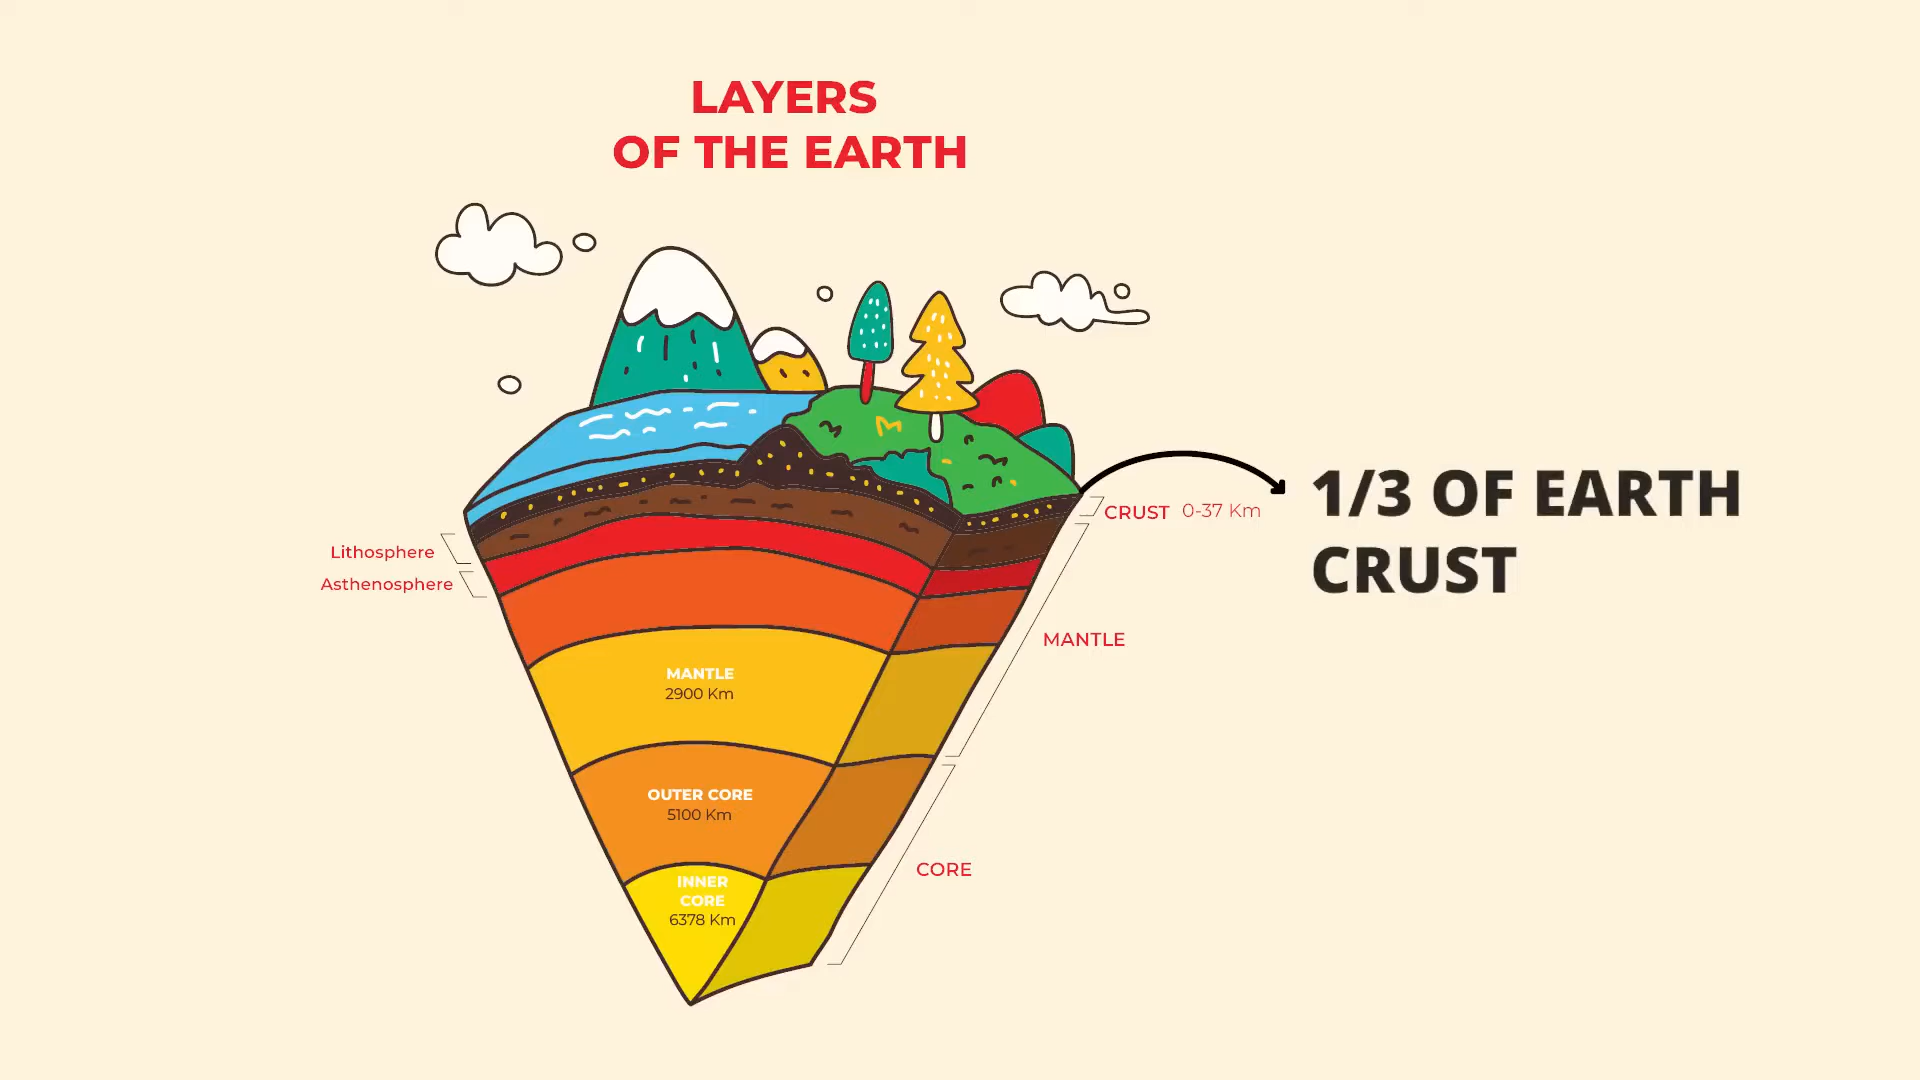 LAYERS
OF THE EARTH
1/3 OF EARTH
CRUST
CRUST 0-37 Km
Lithosphere
Asthenosphere
MANTLE
MANTLE
2900 Km
OUTER CORE
5100 Km
CORE
INNER
CORE
6378 Km